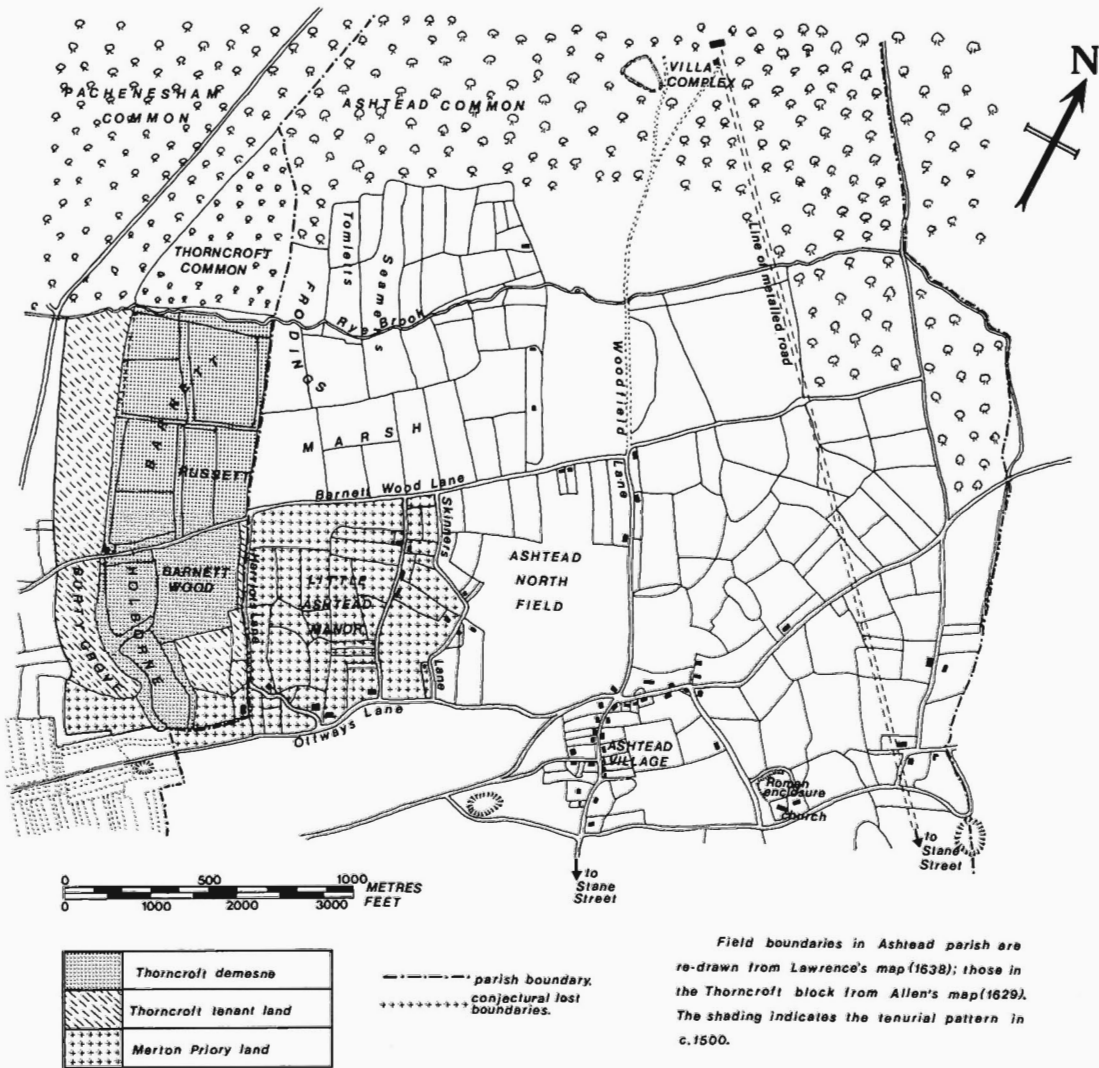 PACHENESHAM
COMMON
ASHTEAD COMMON
VILLA
COMPLEX
N
THORNCROFT
COMMON
Tomletts
Seamers
FRODINGS
Rye Brook
Line of metalled road
Woodfield
Lane
BARNETT
RUSSETT
MARSH
Barnett Wood Lane
Skinners
Lane
ASHTEAD
NORTH
FIELD
BARNETT
WOOD
HOLBORNE
Harriots Lane
LITTLE
ASHTEAD
MANOR
GROVE
Ottways Lane
ASHTEAD
VILLAGE
Roman
enclosure
church
to
Stane
Street
to
Stane
Street
0 500 1000 METRES
0 1000 2000 3000 FEET
Thorncroft demesne
Thorncroft tenant land
Merton Priory land
parish boundary.
conjectural lost
boundaries.
Field boundaries in Ashtead parish are
re-drawn from Lawrence's map (1638); those in
the Thorncroft block from Allen's map (1629).
The shading indicates the tenurial pattern in
c.1500.